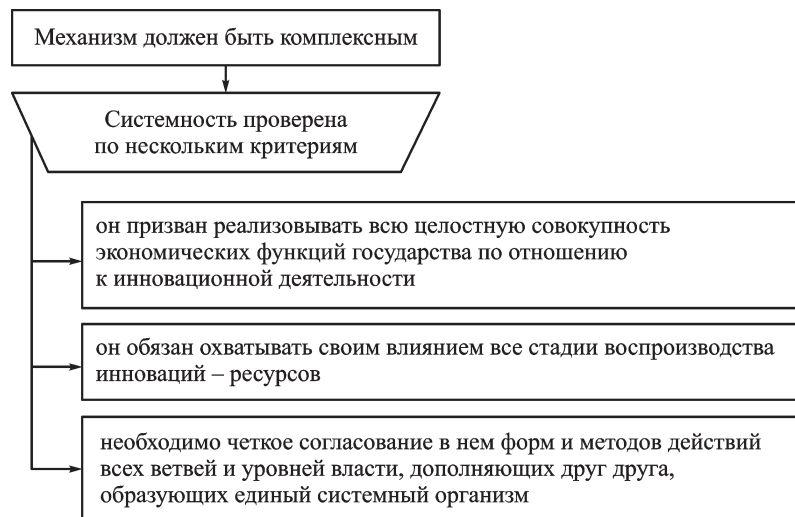 Механизм должен быть комплексным
Системность проверена
по нескольким критериям
он призван реализовывать всю целостную совокупность
экономических функций государства по отношению
к инновационной деятельности
он обязан охватывать своим влиянием все стадии воспроизводства
инноваций – ресурсов
необходимо четкое согласование в нем форм и методов действий
всех ветвей и уровней власти, дополняющих друг друга,
образующих единый системный организм